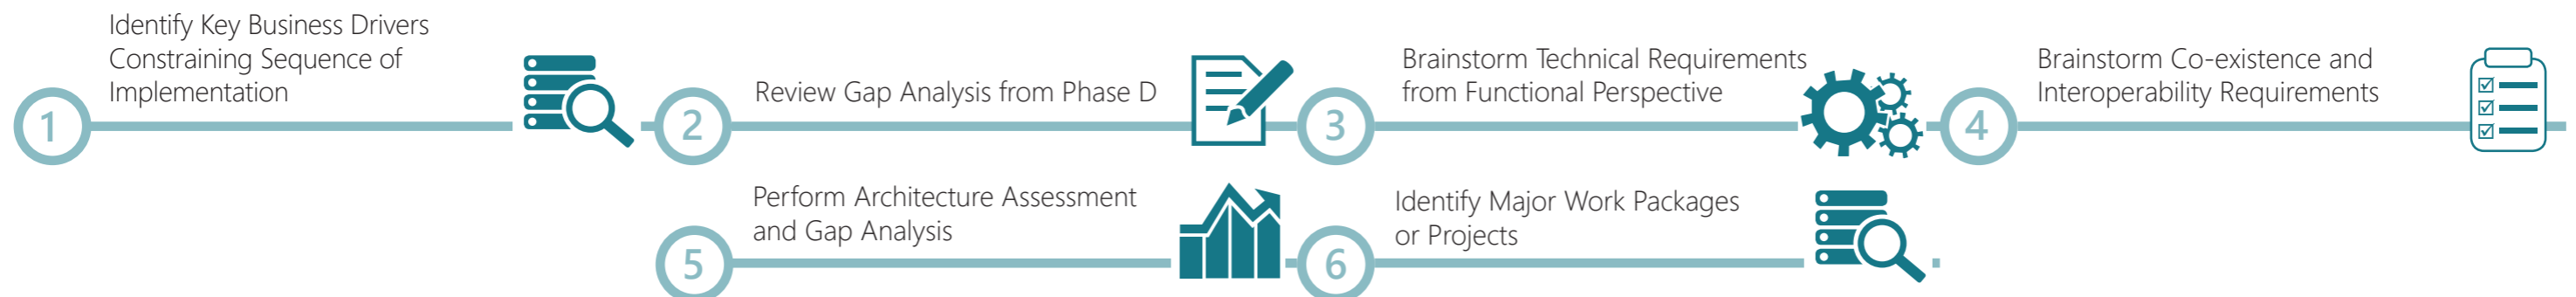 1
Identify Key Business Drivers
Constraining Sequence of
Implementation
2
Review Gap Analysis from Phase D
3
Brainstorm Technical Requirements
from Functional Perspective
4
Brainstorm Co-existence and
Interoperability Requirements
5
Perform Architecture Assessment
and Gap Analysis
6
Identify Major Work Packages
or Projects